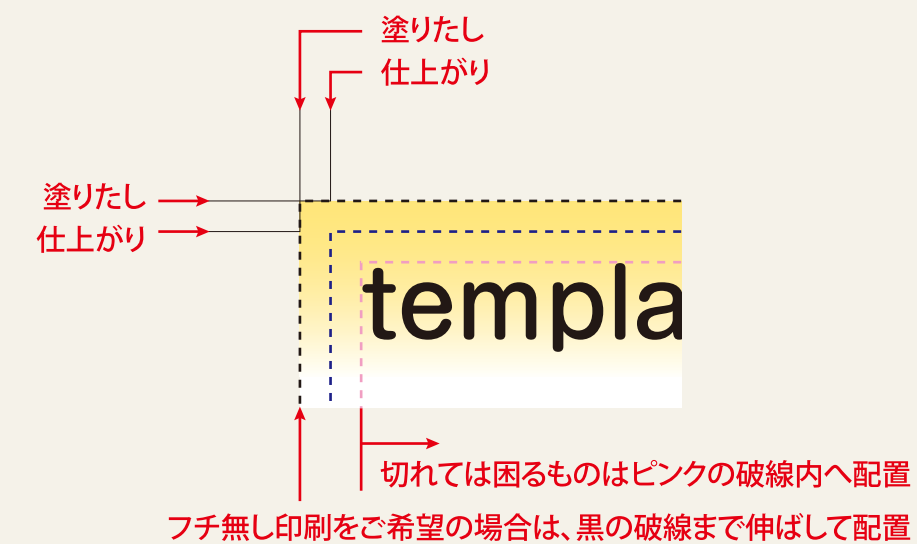 塗りたし
仕上がり
塗りたし
仕上がり
templa
切れては困るものはピンクの破線内へ配置
フチ無し印刷をご希望の場合は、黒の破線まで伸ばして配置